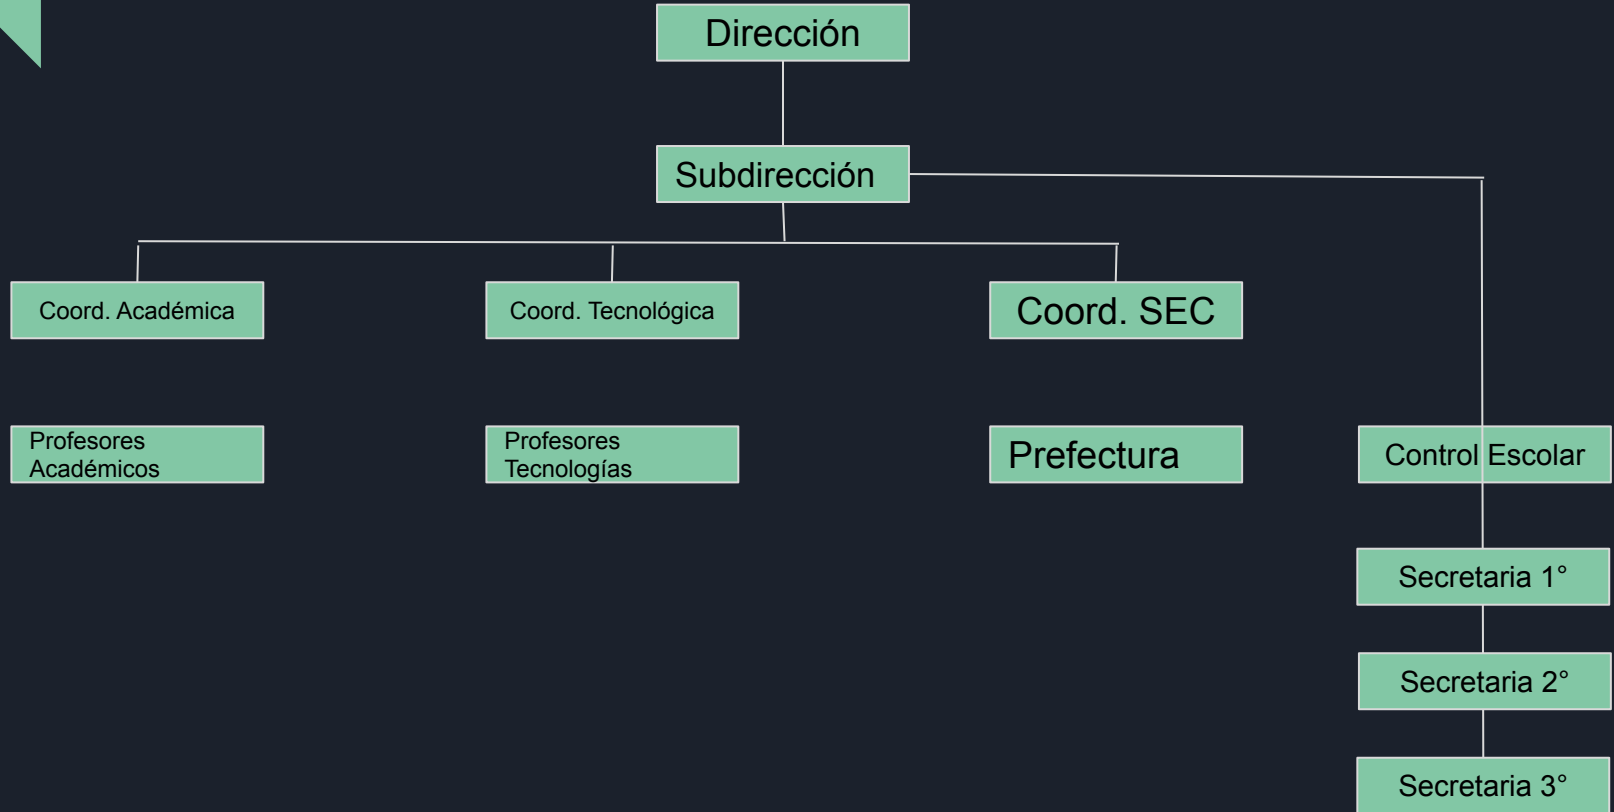 Dirección
Subdirección
Coord. Académica
Coord. Tecnológica
Coord. SEC
Profesores
Académicos
Profesores
Tecnologías
Prefectura
Control Escolar
Secretaria 1°
Secretaria 2°
Secretaria 3°